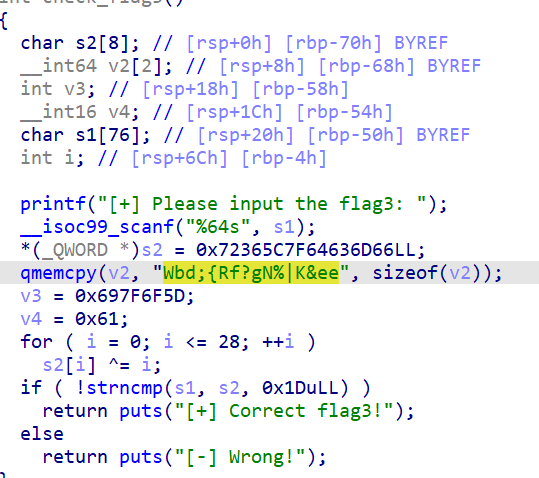 int check_flag3()
{
char s2[8]; // [rsp+0h] [rbp-70h] BYREF
__int64 v2[2]; // [rsp+8h] [rbp-68h] BYREF
int v3; // [rsp+18h] [rbp-58h]
__int16 v4; // [rsp+1Ch] [rbp-54h]
char s1[76]; // [rsp+20h] [rbp-50h] BYREF
int i; // [rsp+6Ch] [rbp-4h]
printf("[+] Please input the flag3: ");
__isoc99_scanf("%64s", s1);
*(_QWORD *)s2 = 0x72365C7F64636D66LL;
qmemcpy(v2, "Wbd;{Rf?gN%|K&ee", sizeof(v2));
v3 = 0x697F6F5D;
v4 = 0x61;
for ( i = 0; i <= 28; ++i )
s2[i] ^= i;
if ( !strncmp(s1, s2, 0x1DuLL) )
return puts("[+] Correct flag3!");
else
return puts("[-] Wrong!");
}